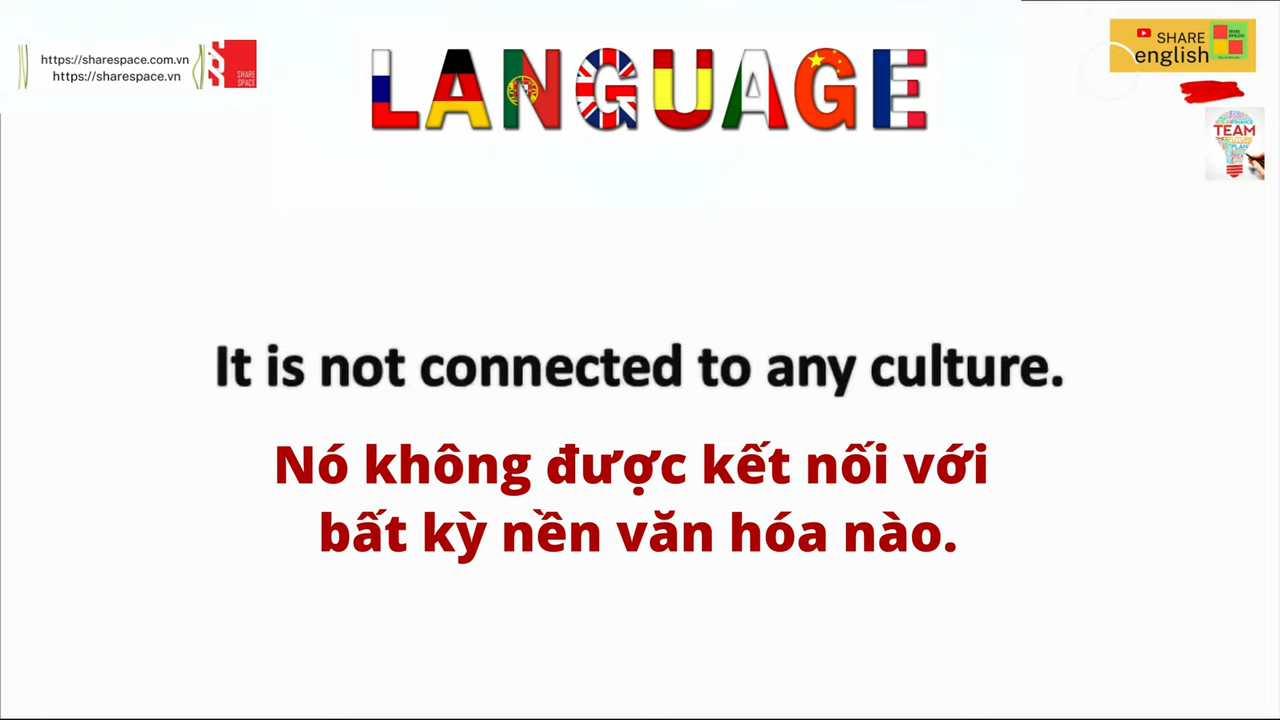 https://sharespace.com.vn
https://sharespace.vn
SHARE
SPACE
LANGUAGE
SHARE
english
TEAM
It is not connected to any culture.
Nó không được kết nối với
bất kỳ nền văn hóa nào.